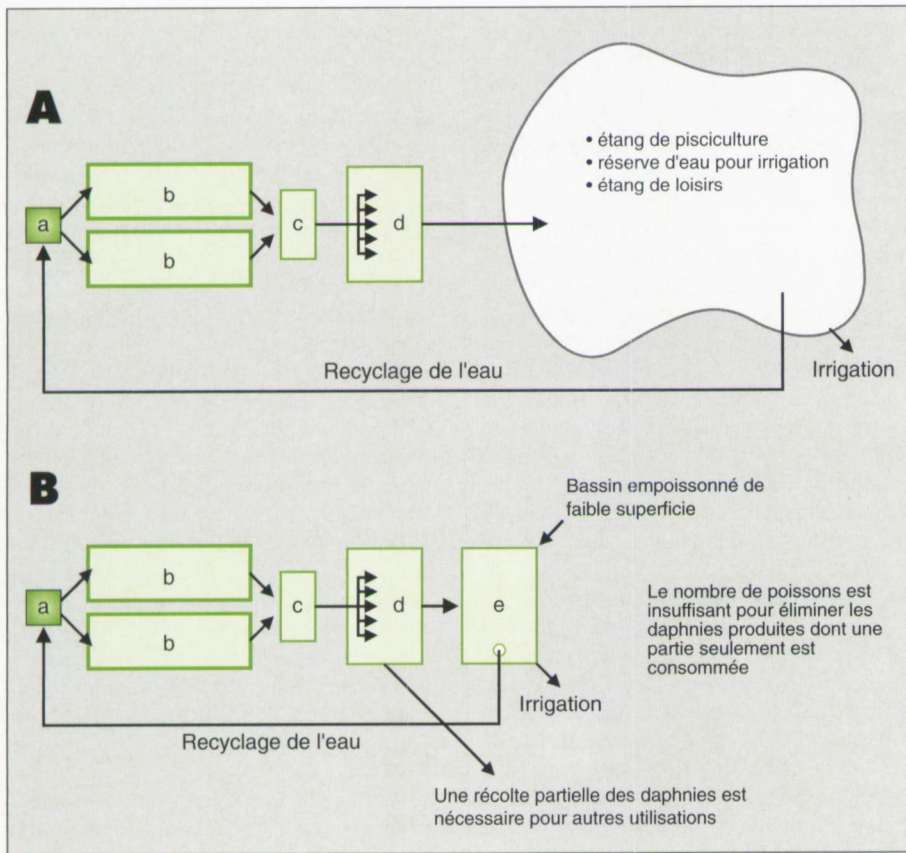 A
• étang de pisciculture
• réserve d'eau pour irrigation
• étang de loisirs
b
a
c
d
b
Recyclage de l'eau
Irrigation
B
Bassin empoissonné de
faible superficie
b
a
c
d
e
b
Le nombre de poissons est
insuffisant pour éliminer les
daphnies produites dont une
partie seulement est
consommée
Irrigation
Recyclage de l'eau
Une récolte partielle des daphnies est
nécessaire pour autres utilisations